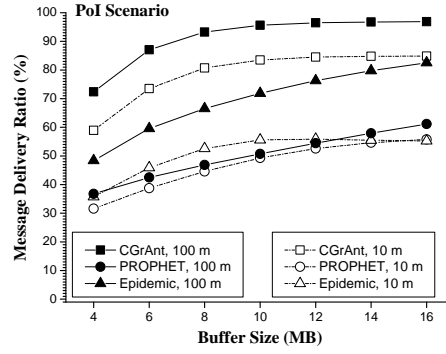 PoI Scenario
Message Delivery Ratio (%)
100
90
80
70
60
50
40
30
20
10
0
CGrAnt, 100 m
PROPHET, 100 m
Epidemic, 100 m
CGrAnt, 10 m
PROPHET, 10 m
Epidemic, 10 m
4 6 8 10 12 14 16
Buffer Size (MB)